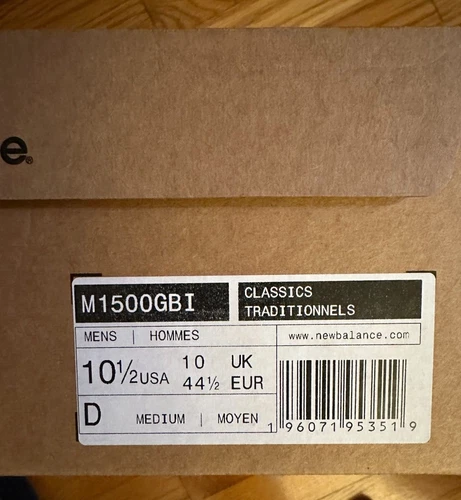 e®
M1500GBI
CLASSICS
TRADITIONNELS
MENS | HOMMES
www.newbalance.com
10½USA
10 UK
44½ EUR
D MEDIUM | MOYEN
1 96071 95351 9